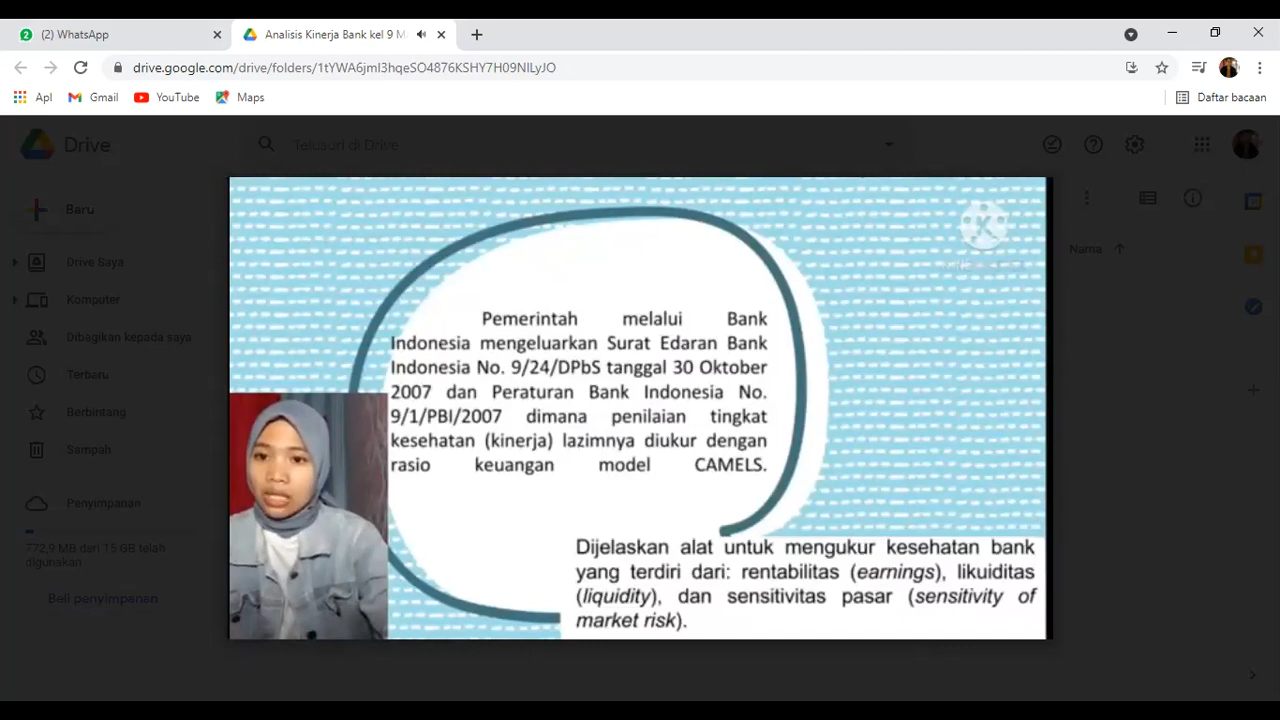 (2) WhatsApp
Analisis Kinerja Bank kel 9 M
drive.google.com/drive/folders/1tYWA6jmI3hqeSO4876KSHY7H09NILyJO
Apl Gmail YouTube Maps Daftar bacaan
Drive
Telusuri di Drive
Baru
Drive Saya
Komputer
Dibagikan kepada saya
Terbaru
Berbintang
Sampah
Penyimpanan
772,9 MB dari 15 GB telah
digunakan
Beli penyimpanan
Nama
Pemerintah melalui Bank
Indonesia mengeluarkan Surat Edaran Bank
Indonesia No. 9/24/DPbS tanggal 30 Oktober
2007 dan Peraturan Bank Indonesia No.
9/1/PBI/2007 dimana penilaian tingkat
kesehatan (kinerja) lazimnya diukur dengan
rasio keuangan model CAMELS.
Dijelaskan alat untuk mengukur kesehatan bank
yang terdiri dari: rentabilitas (earnings), likuiditas
(liquidity), dan sensitivitas pasar (sensitivity of
market risk).